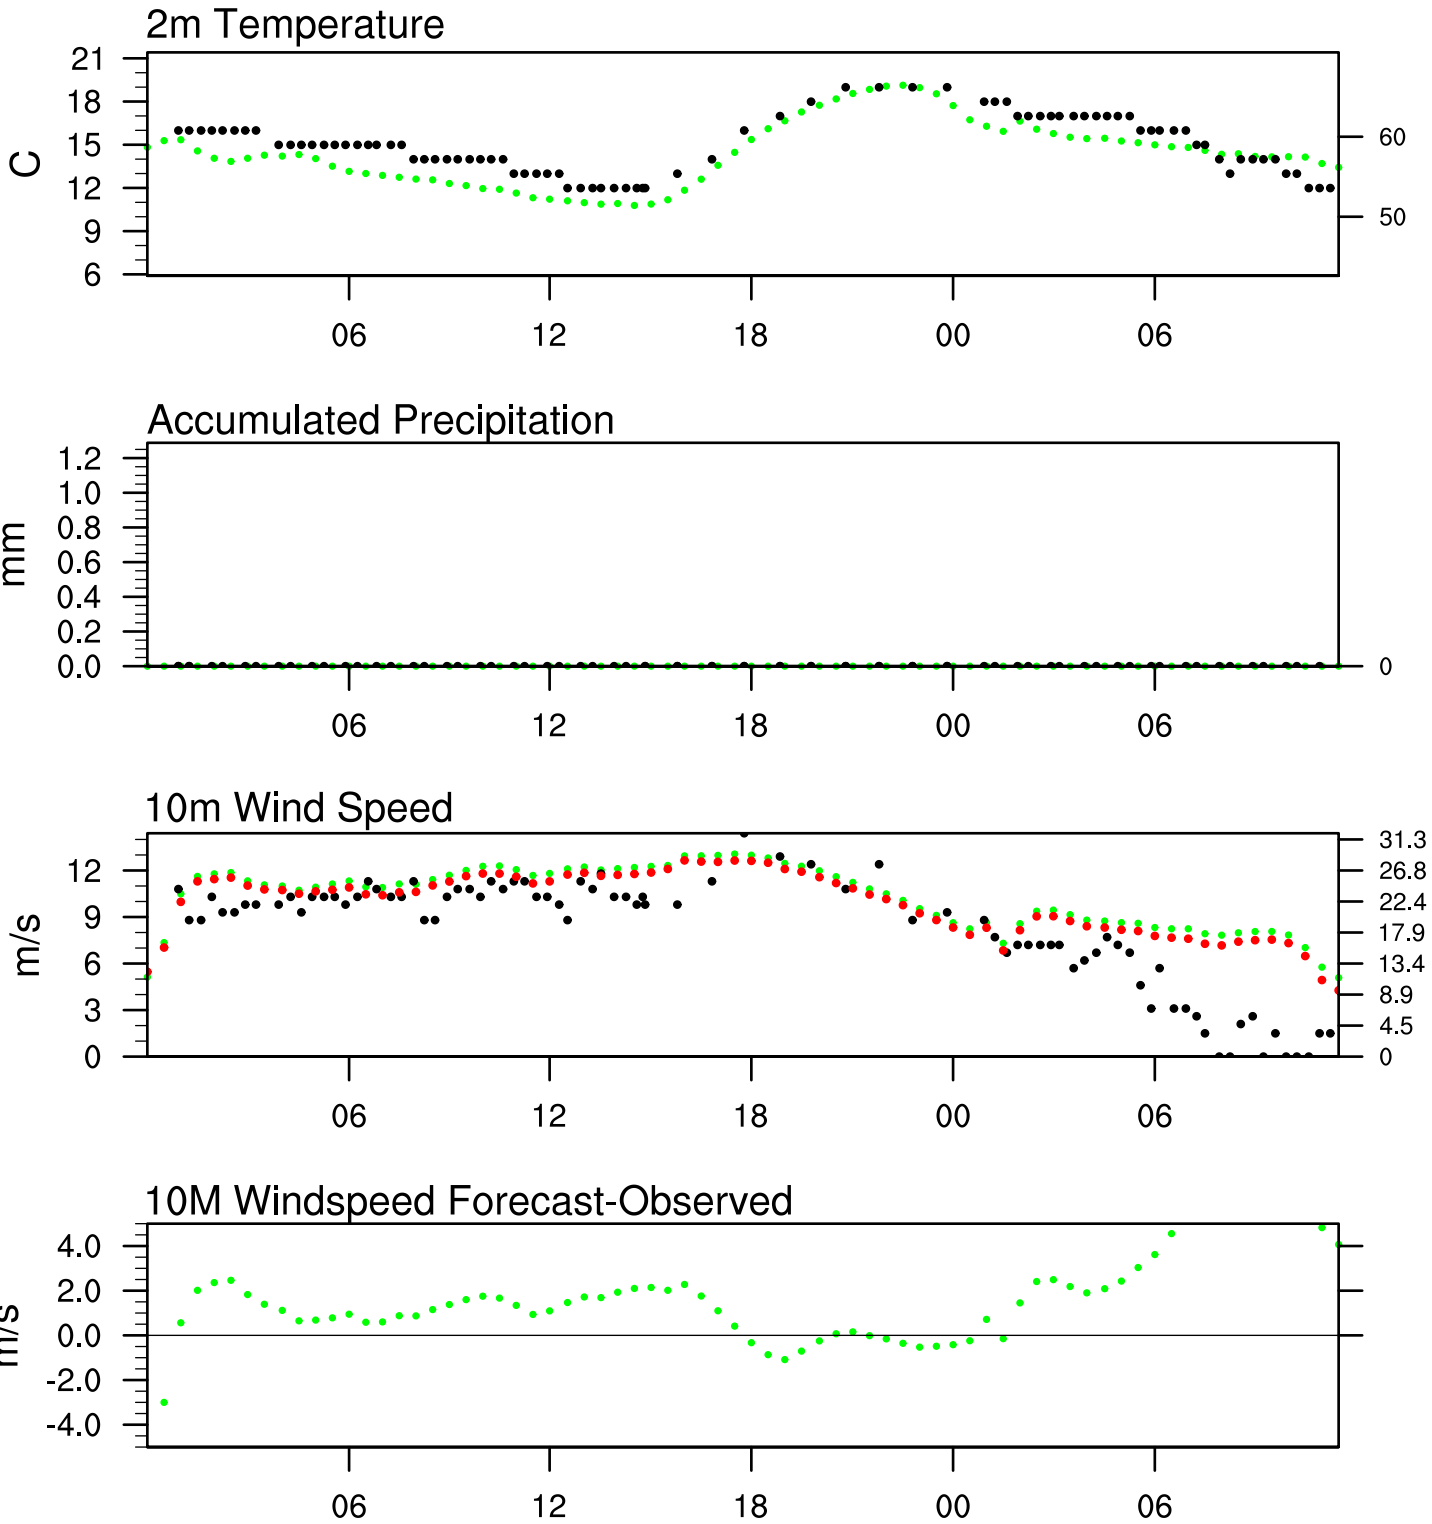 2m Temperature
21
18
15
12
9
6
C
60
50
06 12 18 00 06
Accumulated Precipitation
1.2
1.0
0.8
0.6
0.4
0.2
0.0
mm
0
06 12 18 00 06
10m Wind Speed
12
9
6
3
0
m/s
31.3
26.8
22.4
17.9
13.4
8.9
4.5
0
06 12 18 00 06
10M Windspeed Forecast-Observed
4.0
2.0
0.0
-2.0
-4.0
m/s
06 12 18 00 06